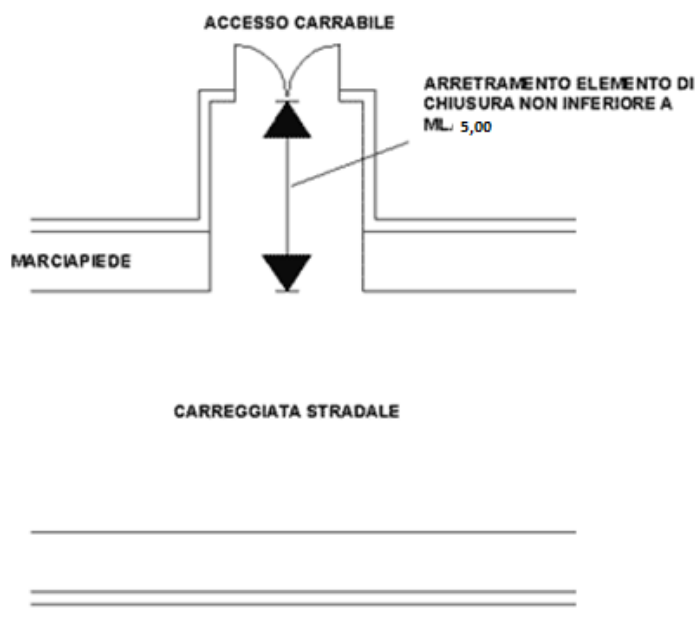 ACCESSO CARRABILE
ARRETRAMENTO ELEMENTO DI
CHIUSURA NON INFERIORE A
ML. 5,00
MARCIAPIEDE
CARREGGIATA STRADALE